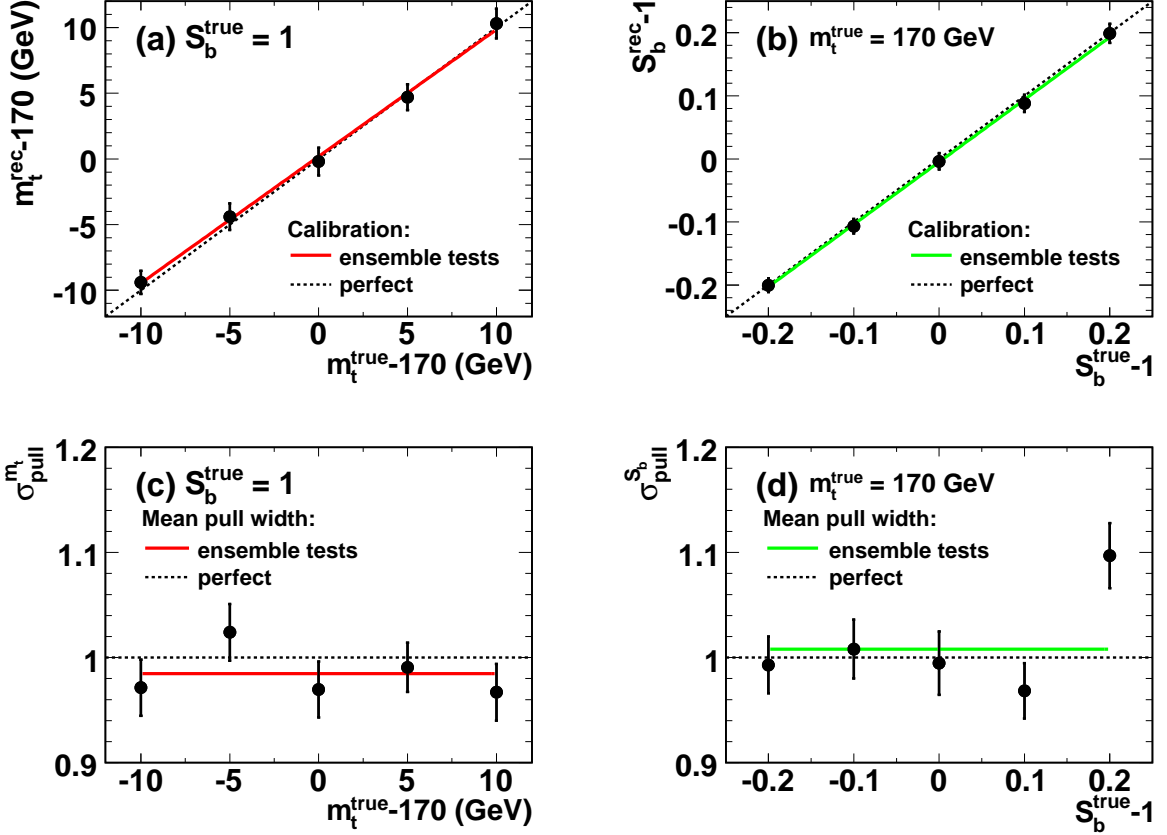 m_t^rec-170 (GeV)
10
5
0
-5
-10
(a) S_b^true = 1
Calibration:
ensemble tests
perfect
-10 -5 0 5 10
m_t^true-170 (GeV)
S_b^rec-1
0.2
0.1
0
-0.1
-0.2
(b) m_t^true = 170 GeV
Calibration:
ensemble tests
perfect
-0.2 -0.1 0 0.1 0.2
S_b^true-1
σ_pull^m_t
1.2
1.1
1
0.9
(c) S_b^true = 1
Mean pull width:
ensemble tests
perfect
-10 -5 0 5 10
m_t^true-170 (GeV)
σ_pull^S_b
1.2
1.1
1
0.9
(d) m_t^true = 170 GeV
Mean pull width:
ensemble tests
perfect
-0.2 -0.1 0 0.1 0.2
S_b^true-1